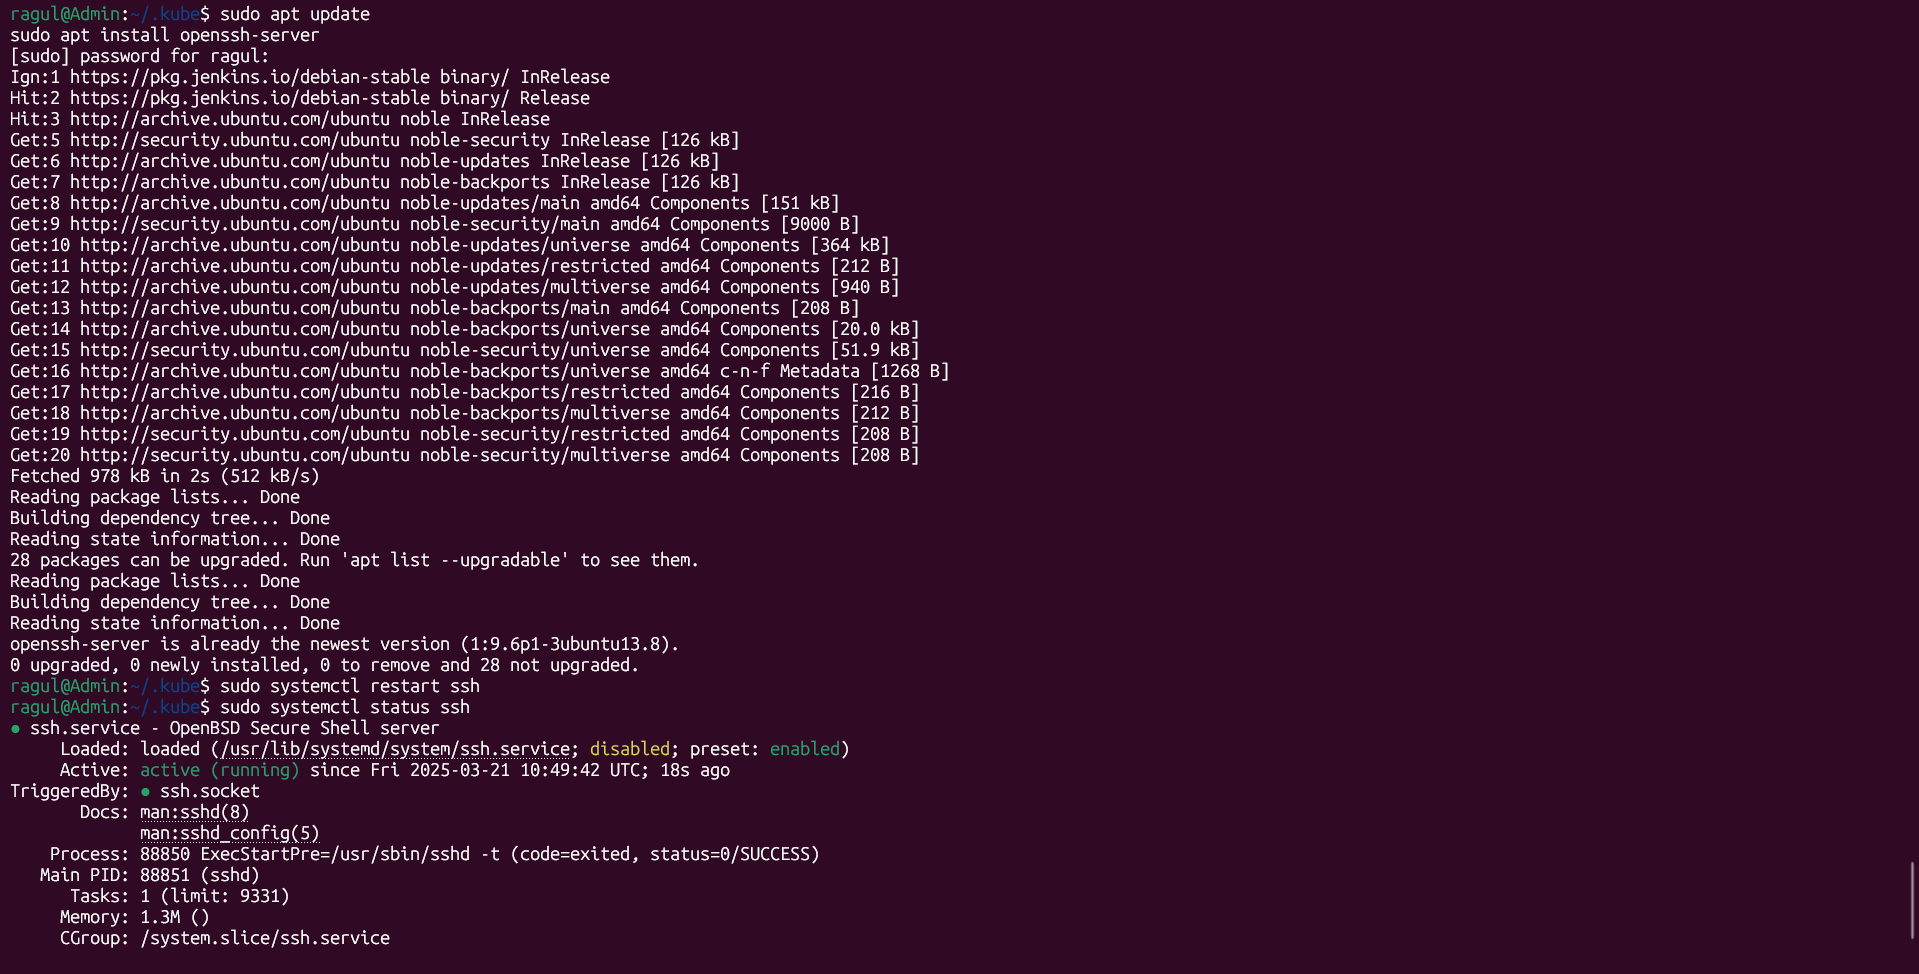 ragul@Admin:~/.kube$ sudo apt update
sudo apt install openssh-server
[sudo] password for ragul:
Ign:1 https://pkg.jenkins.io/debian-stable binary/ InRelease
Hit:2 https://pkg.jenkins.io/debian-stable binary/ Release
Hit:3 http://archive.ubuntu.com/ubuntu noble InRelease
Get:5 http://security.ubuntu.com/ubuntu noble-security InRelease [126 kB]
Get:6 http://archive.ubuntu.com/ubuntu noble-updates InRelease [126 kB]
Get:7 http://archive.ubuntu.com/ubuntu noble-backports InRelease [126 kB]
Get:8 http://archive.ubuntu.com/ubuntu noble-updates/main amd64 Components [151 kB]
Get:9 http://security.ubuntu.com/ubuntu noble-security/main amd64 Components [9000 B]
Get:10 http://archive.ubuntu.com/ubuntu noble-updates/universe amd64 Components [364 kB]
Get:11 http://archive.ubuntu.com/ubuntu noble-updates/restricted amd64 Components [212 B]
Get:12 http://archive.ubuntu.com/ubuntu noble-updates/multiverse amd64 Components [940 B]
Get:13 http://archive.ubuntu.com/ubuntu noble-backports/main amd64 Components [208 B]
Get:14 http://archive.ubuntu.com/ubuntu noble-backports/universe amd64 Components [20.0 kB]
Get:15 http://security.ubuntu.com/ubuntu noble-security/universe amd64 Components [51.9 kB]
Get:16 http://archive.ubuntu.com/ubuntu noble-backports/universe amd64 c-n-f Metadata [1268 B]
Get:17 http://archive.ubuntu.com/ubuntu noble-backports/restricted amd64 Components [216 B]
Get:18 http://archive.ubuntu.com/ubuntu noble-backports/multiverse amd64 Components [212 B]
Get:19 http://security.ubuntu.com/ubuntu noble-security/restricted amd64 Components [208 B]
Get:20 http://security.ubuntu.com/ubuntu noble-security/multiverse amd64 Components [208 B]
Fetched 978 kB in 2s (512 kB/s)
Reading package lists... Done
Building dependency tree... Done
Reading state information... Done
28 packages can be upgraded. Run 'apt list --upgradable' to see them.
Reading package lists... Done
Building dependency tree... Done
Reading state information... Done
openssh-server is already the newest version (1:9.6p1-3ubuntu13.8).
0 upgraded, 0 newly installed, 0 to remove and 28 not upgraded.
ragul@Admin:~/.kube$ sudo systemctl restart ssh
ragul@Admin:~/.kube$ sudo systemctl status ssh
● ssh.service - OpenBSD Secure Shell server
     Loaded: loaded (/usr/lib/systemd/system/ssh.service; disabled; preset: enabled)
     Active: active (running) since Fri 2025-03-21 10:49:42 UTC; 18s ago
TriggeredBy: ● ssh.socket
       Docs: man:sshd(8)
             man:sshd_config(5)
    Process: 88850 ExecStartPre=/usr/sbin/sshd -t (code=exited, status=0/SUCCESS)
   Main PID: 88851 (sshd)
      Tasks: 1 (limit: 9331)
     Memory: 1.3M ()
     CGroup: /system.slice/ssh.service